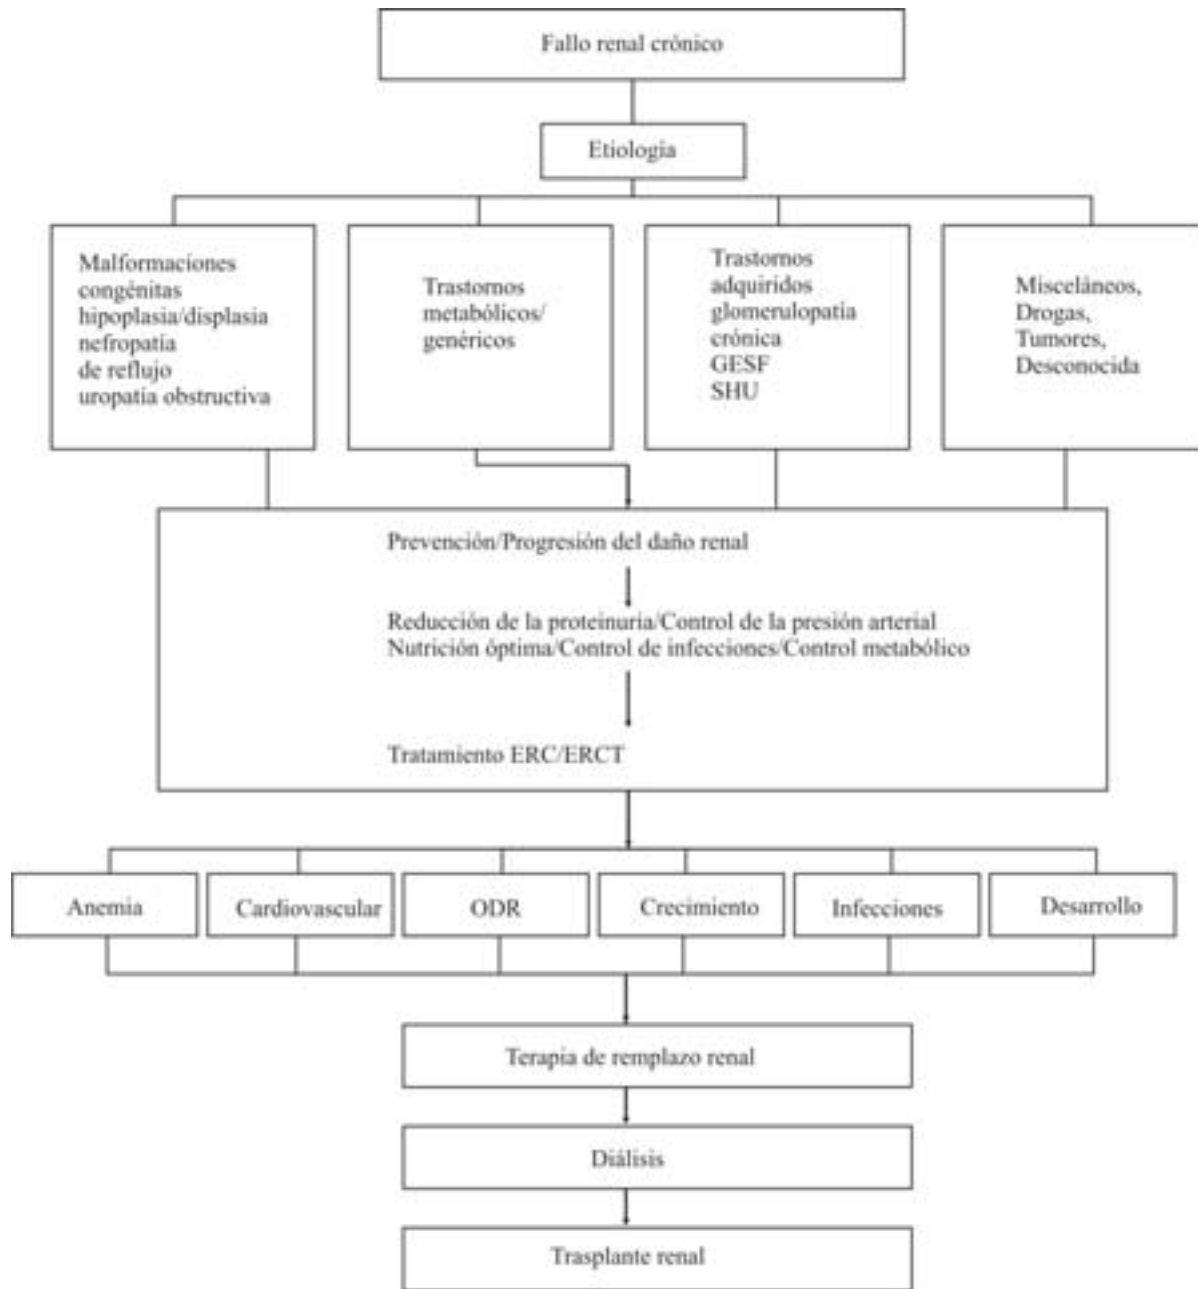 Fallo renal crónico
Etiología
Malformaciones
congénitas
hipoplasia/displasia
nefropatía
de reflujo
uropatía obstructiva
Trastornos
metabólicos/
genéricos
Trastornos
adquiridos
glomerulopatía
crónica
GESF
SHU
Misceláneos,
Drogas,
Tumores,
Desconocida
Prevención/Progresión del daño renal
Reducción de la proteinuria/Control de la presión arterial
Nutrición óptima/Control de infecciones/Control metabólico
Tratamiento ERC/ERCT
Anemia
Cardiovascular
ODR
Crecimiento
Infecciones
Desarrollo
Terapia de remplazo renal
Diálisis
Trasplante renal